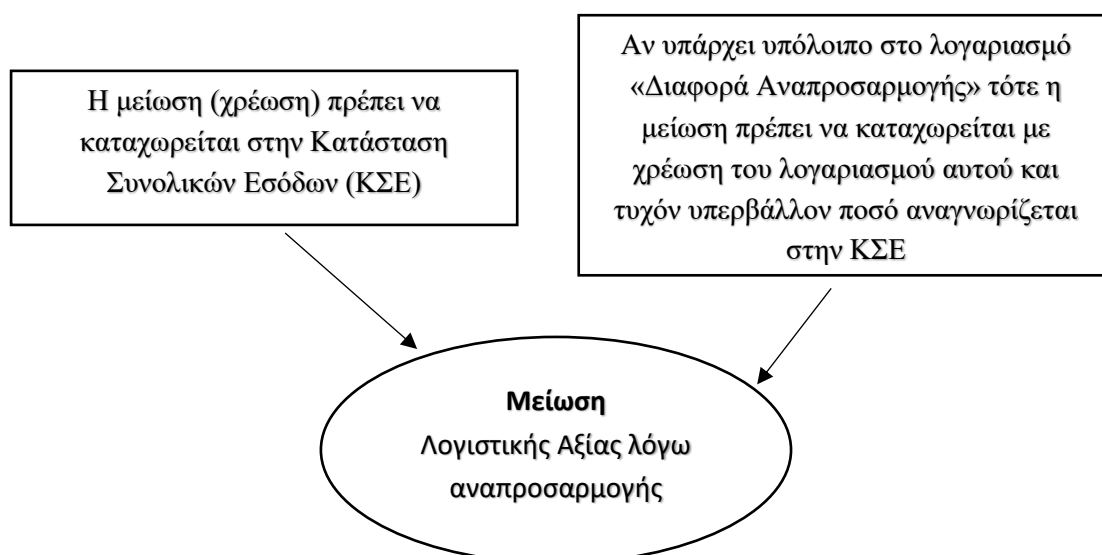 Η μείωση (χρέωση) πρέπει να
καταχωρείται στην Κατάσταση
Συνολικών Εσόδων (ΚΣΕ)
Αν υπάρχει υπόλοιπο στο λογαριασμό
«Διαφορά Αναπροσαρμογής» τότε η
μείωση πρέπει να καταχωρείται με
χρέωση του λογαριασμού αυτού και
τυχόν υπερβάλλον ποσό αναγνωρίζεται
στην ΚΣΕ
Μείωση
Λογιστικής Αξίας λόγω
αναπροσαρμογής